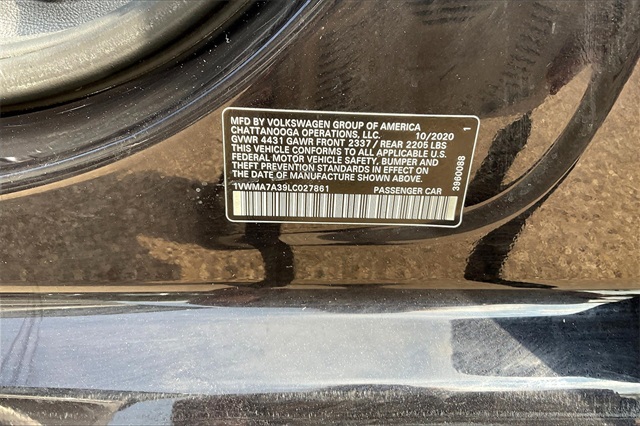 MFD BY VOLKSWAGEN GROUP OF AMERICA
CHATTANOOGA OPERATIONS, LLC. 10/2020 1
GVWR 4431 GAWR FRONT 2337 / REAR 2205 LBS
THIS VEHICLE CONFORMS TO ALL APPLICABLE U.S.
FEDERAL MOTOR VEHICLE SAFETY, BUMPER AND
THEFT PREVENTION STANDARDS IN EFFECT ON
THE DATE OF MANUFACTURE SHOWN ABOVE.
1VWMA7A39LC027861 PASSENGER CAR
3960088